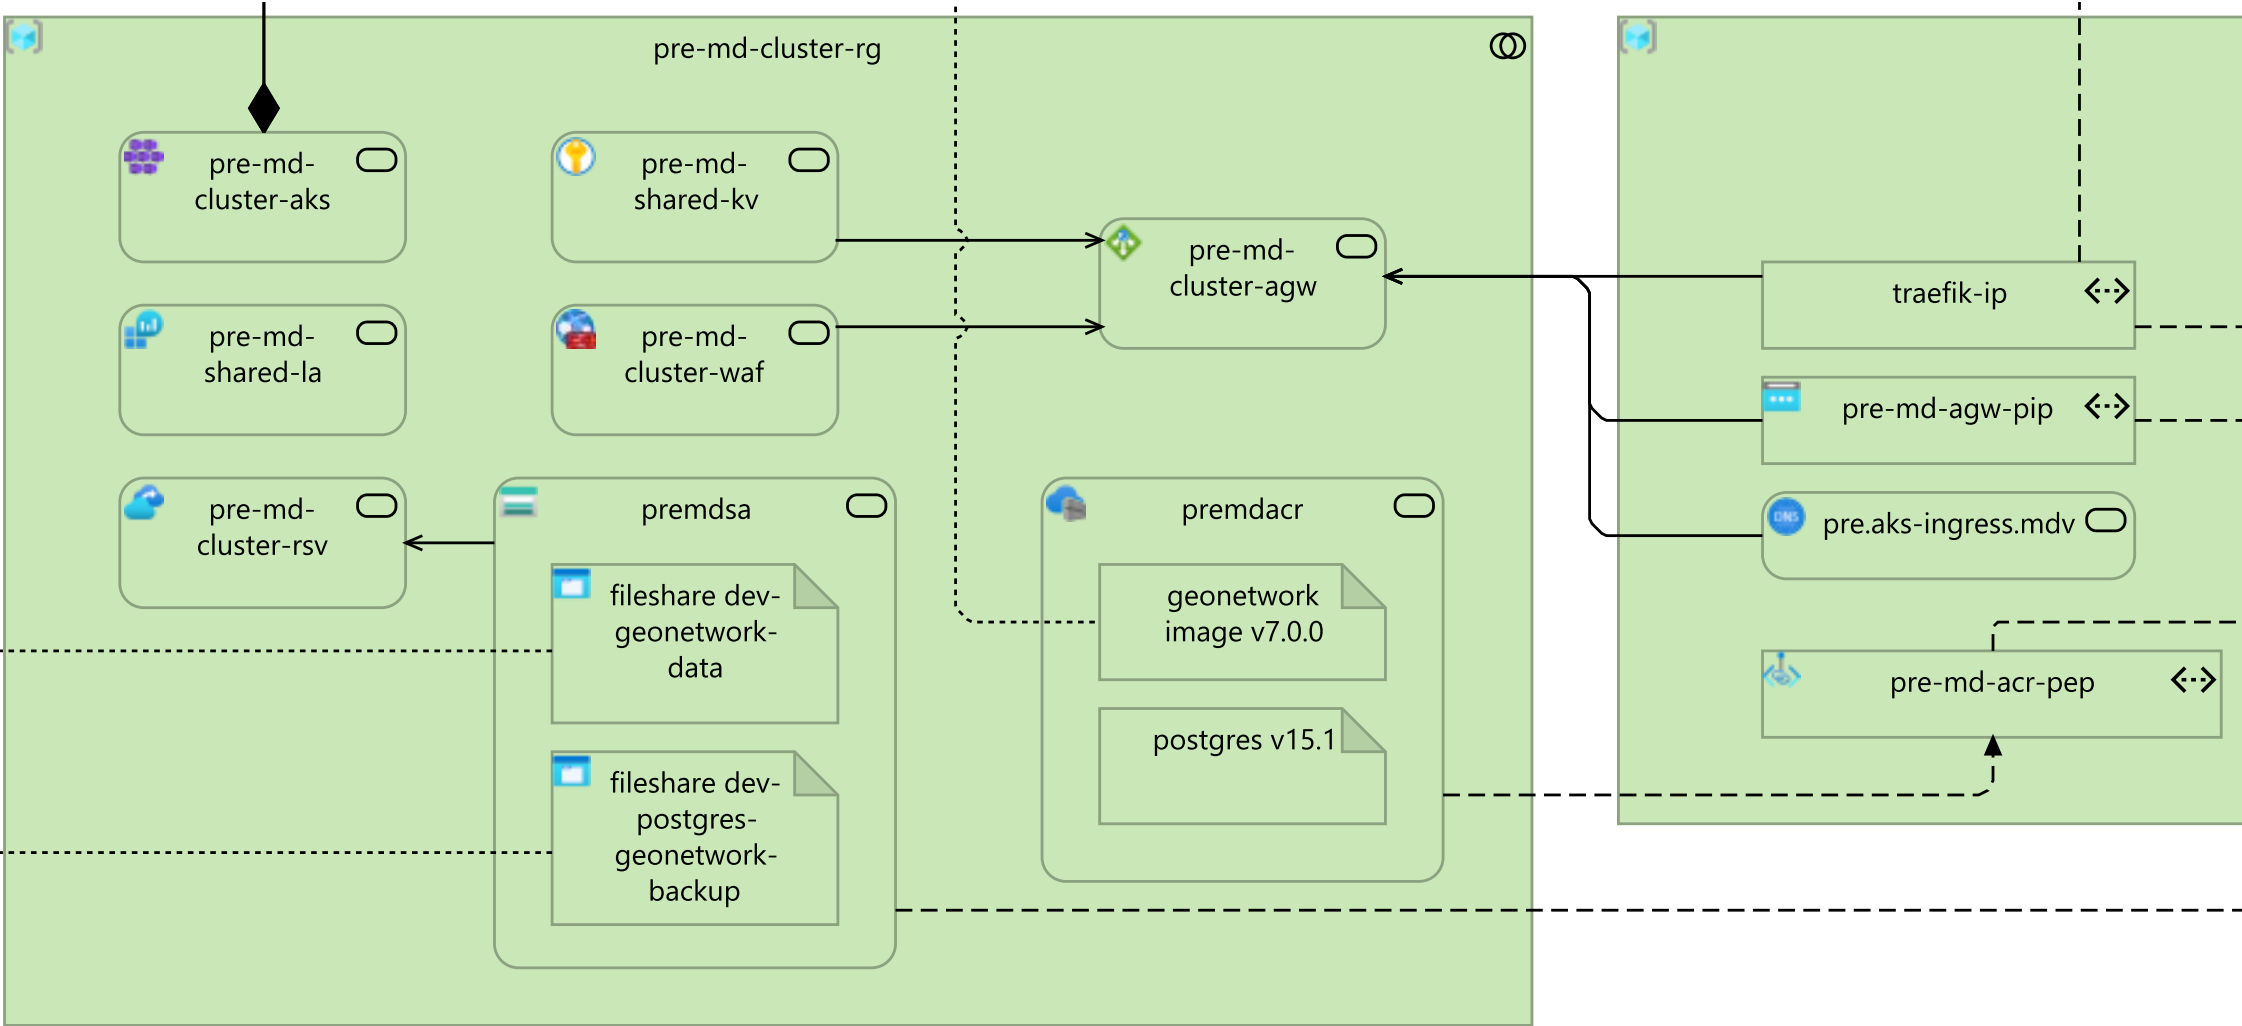 pre-md-cluster-rg
pre-md-
cluster-aks
pre-md-
shared-kv
pre-md-
cluster-agw
pre-md-
shared-la
pre-md-
cluster-waf
pre-md-
cluster-rsv
premdsa
fileshare dev-
geonetwork-
data
fileshare dev-
postgres-
geonetwork-
backup
premdacr
geonetwork
image v7.0.0
postgres v15.1
traefik-ip
pre-md-agw-pip
DNS
pre.aks-ingress.mdv
pre-md-acr-pep